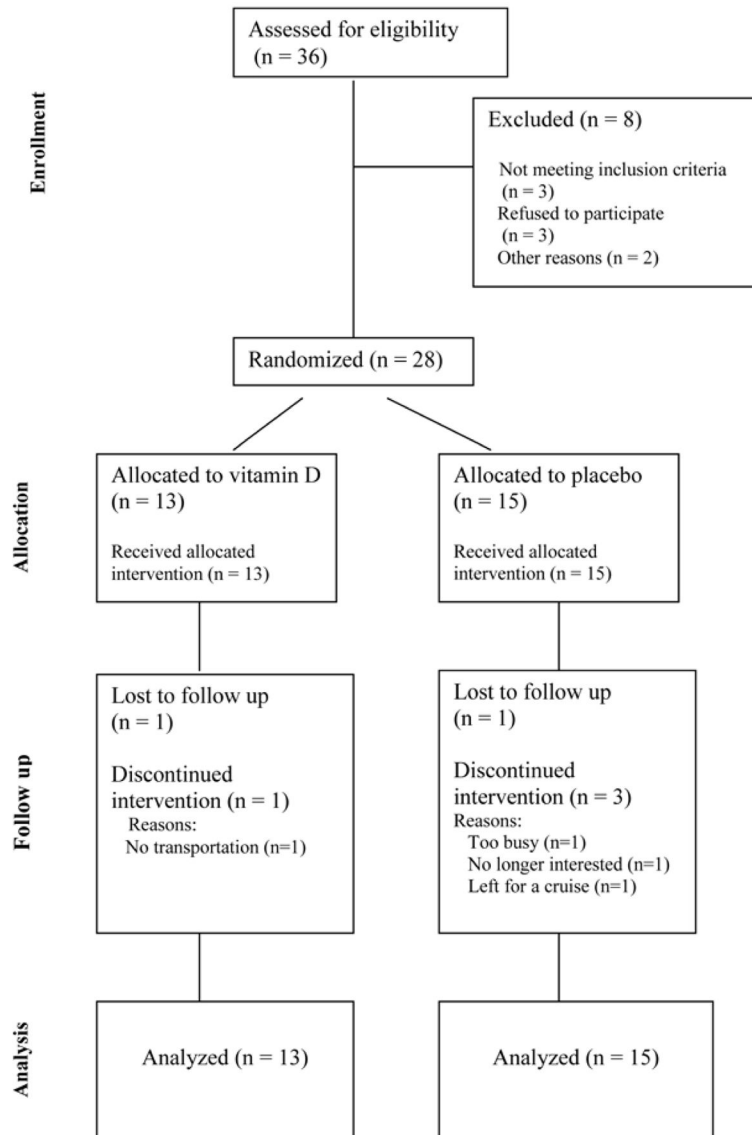 Assessed for eligibility
(n = 36)
Enrollment
Excluded (n = 8)
Not meeting inclusion criteria
(n = 3)
Refused to participate
(n = 3)
Other reasons (n = 2)
Randomized (n = 28)
Allocation
Allocated to vitamin D
(n = 13)
Received allocated
intervention (n = 13)
Allocated to placebo
(n = 15)
Received allocated
intervention (n = 15)
Follow up
Lost to follow up
(n = 1)
Discontinued
intervention (n = 1)
Reasons:
No transportation (n=1)
Lost to follow up
(n = 1)
Discontinued
intervention (n = 3)
Reasons:
Too busy (n=1)
No longer interested (n=1)
Left for a cruise (n=1)
Analysis
Analyzed (n = 13)
Analyzed (n = 15)